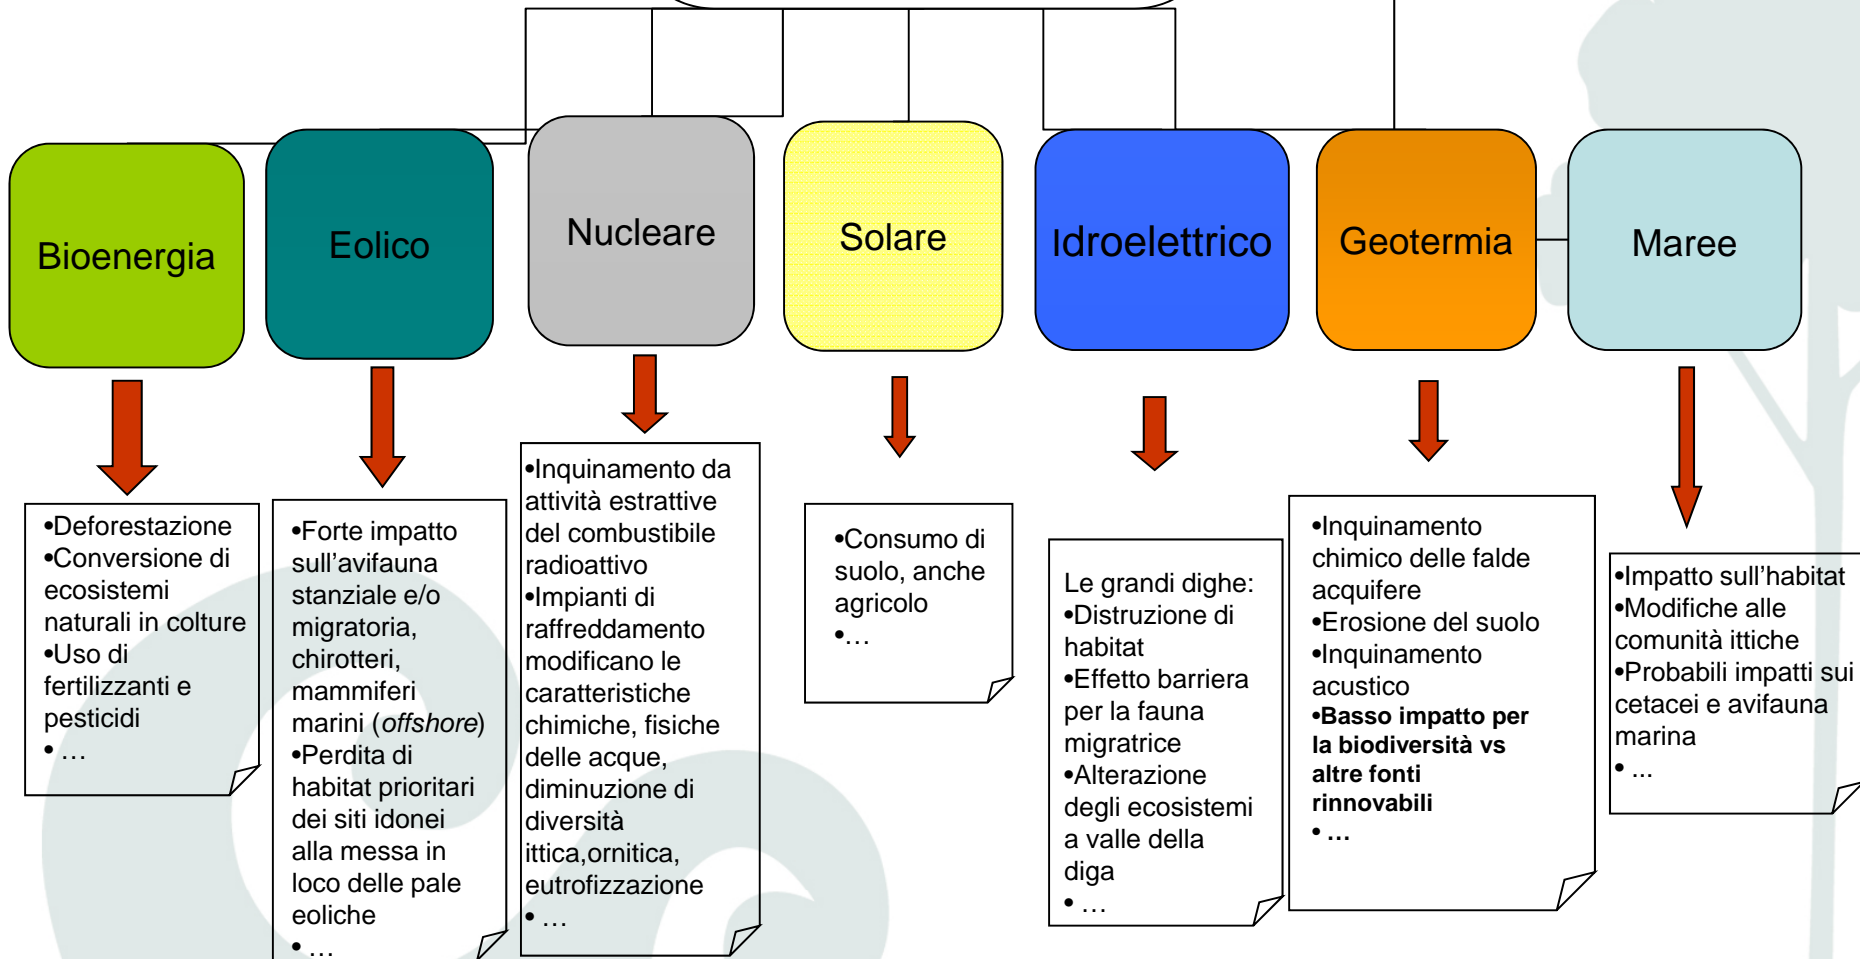 Bioenergia
Eolico
Nucleare
Solare
Idroelettrico
Geotermia
Maree
•Deforestazione
•Conversione di
ecosistemi
naturali in colture
•Uso di
fertilizzanti e
pesticidi
• …
•Forte impatto
sull’avifauna
stanziale e/o
migratoria,
chirotteri,
mammiferi
marini (offshore)
•Perdita di
habitat prioritari
dei siti idonei
alla messa in
loco delle pale
eoliche
• …
•Inquinamento da
attività estrattive
del combustibile
radioattivo
•Impianti di
raffreddamento
modificano le
caratteristiche
chimiche, fisiche
delle acque,
diminuzione di
diversità
ittica,ornitica,
eutrofizzazione
• …
•Consumo di
suolo, anche
agricolo
•…
Le grandi dighe:
•Distruzione di
habitat
•Effetto barriera
per la fauna
migratrice
•Alterazione
degli ecosistemi
a valle della
diga
• …
•Inquinamento
chimico delle falde
acquifere
•Erosione del suolo
•Inquinamento
acustico
•Basso impatto per
la biodiversità vs
altre fonti
rinnovabili
• …
•Impatto sull’habitat
•Modifiche alle
comunità ittiche
•Probabili impatti sui
cetacei e avifauna
marina
• ...